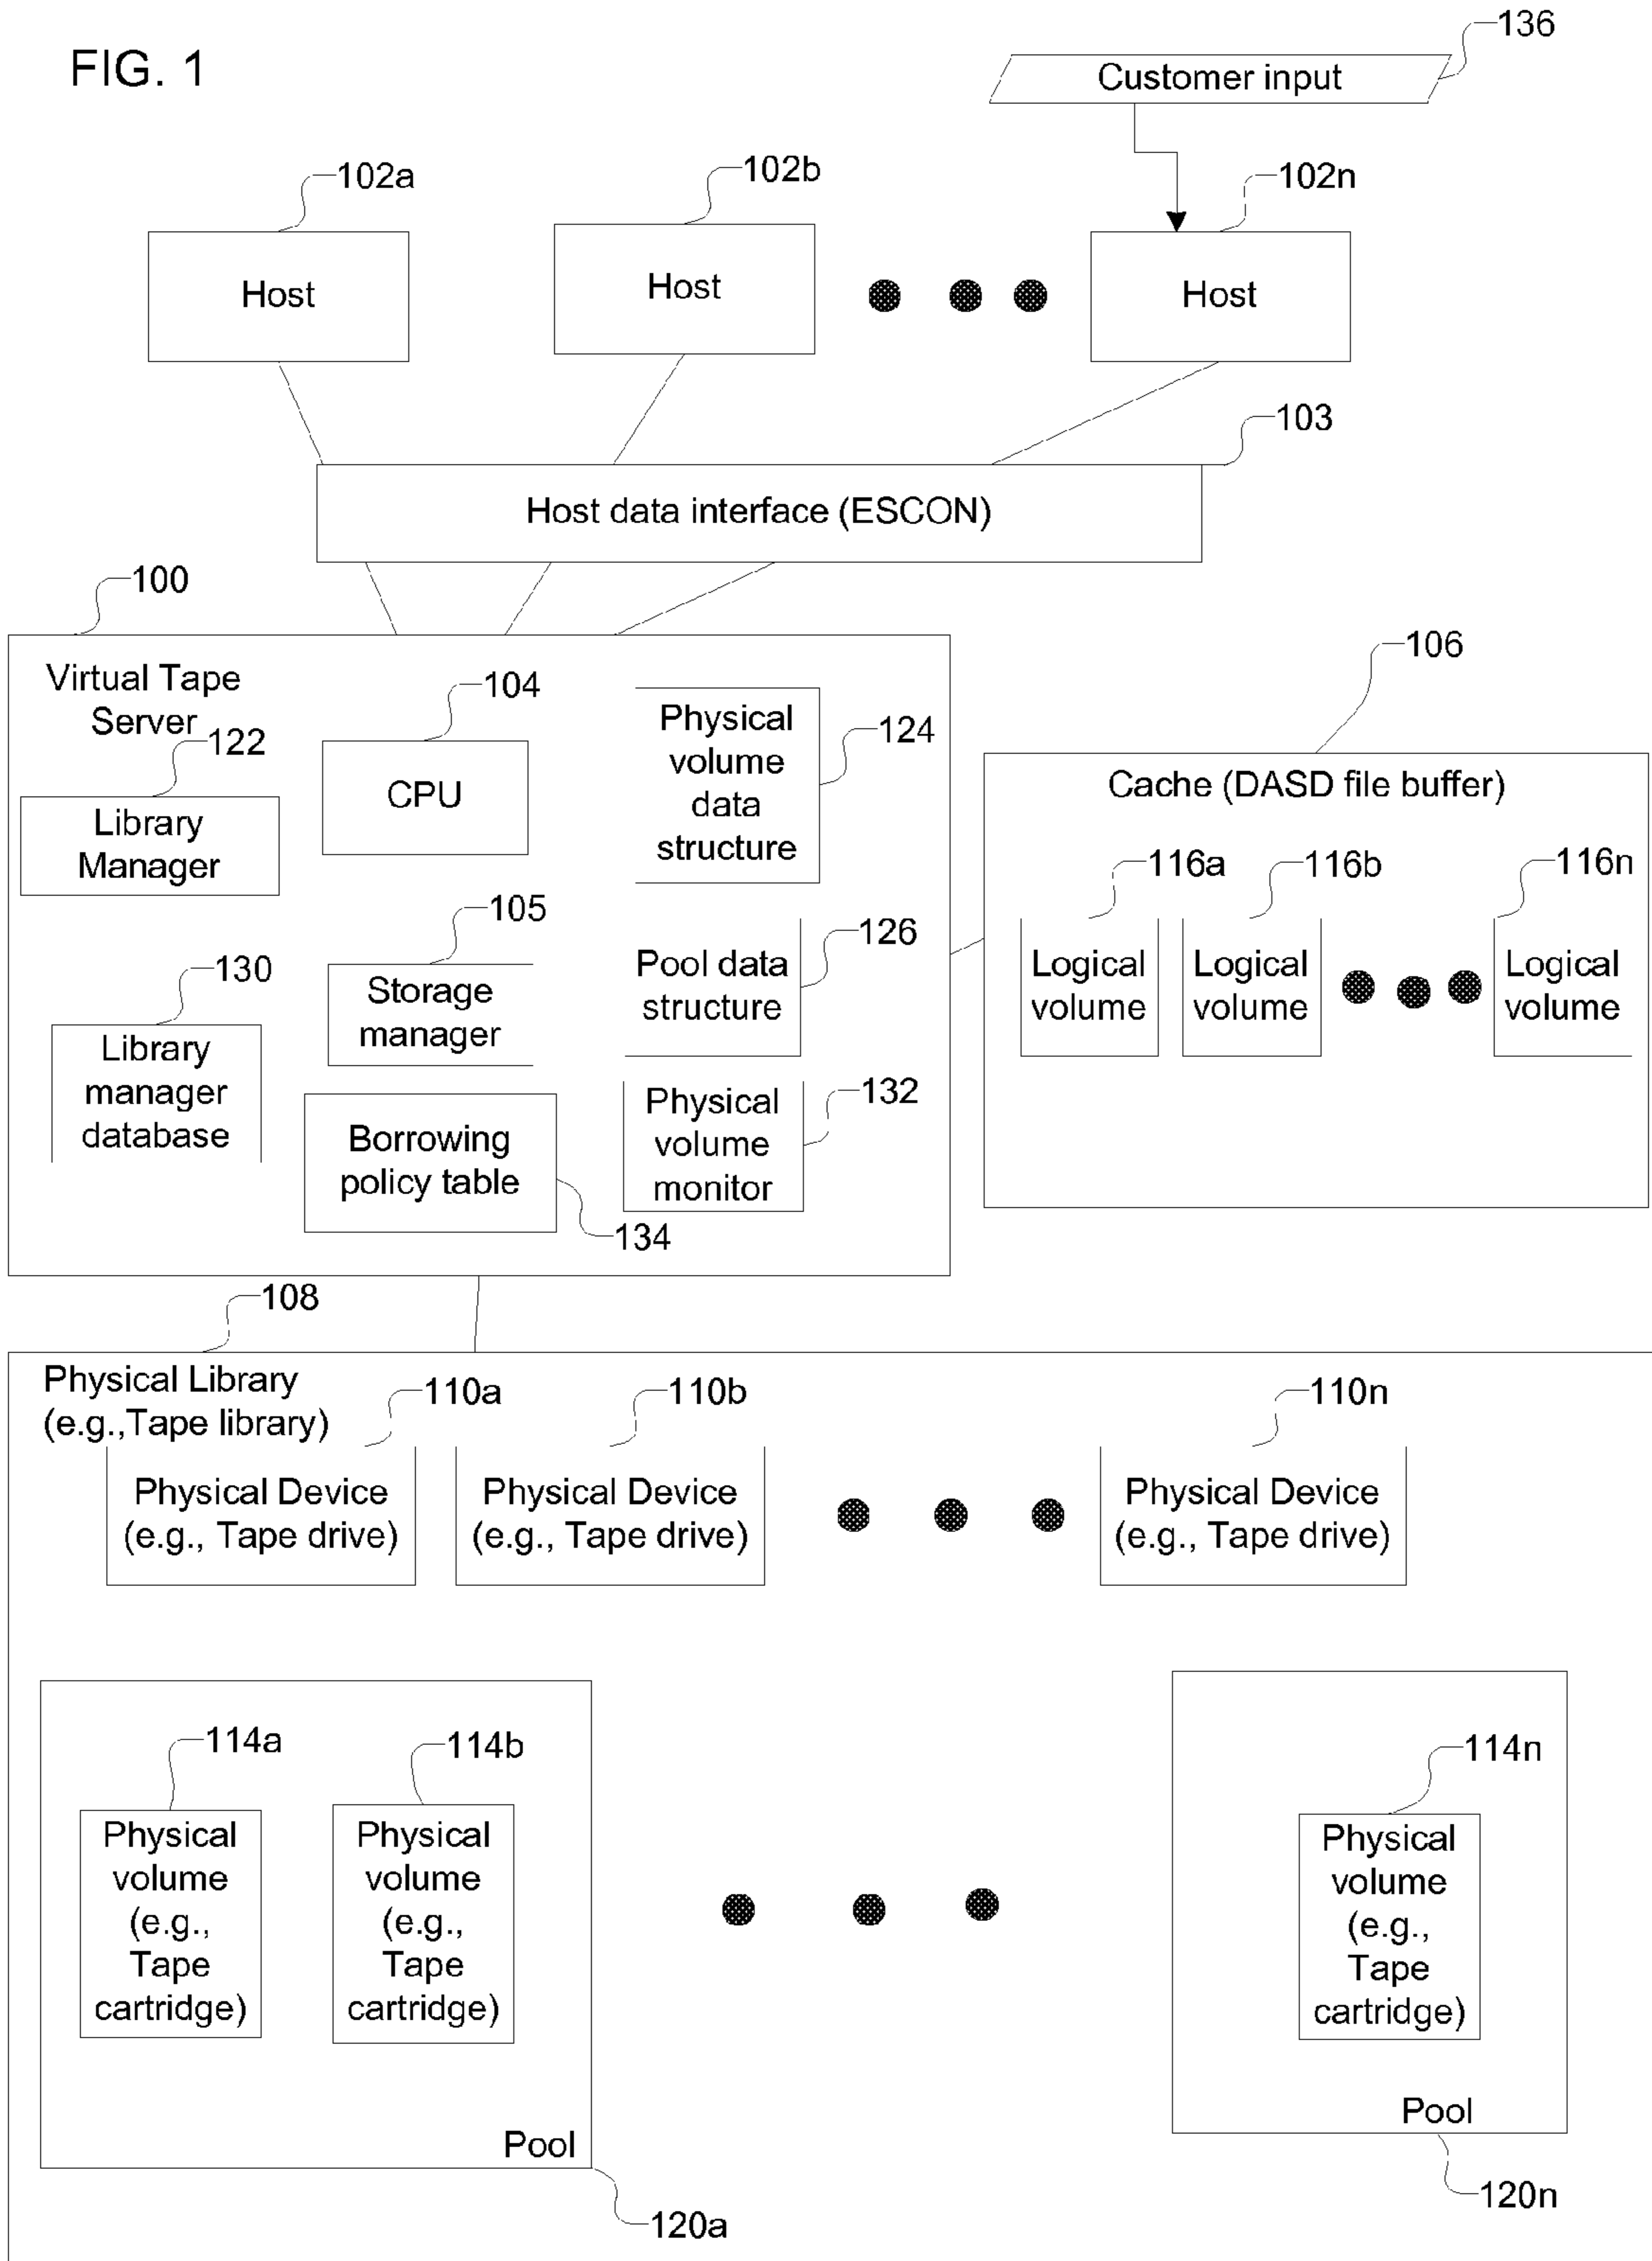 FIG. 1
136
Customer input
102a
102b
102n
Host
Host
Host
103
Host data interface (ESCON)
100
Virtual Tape
Server
104
CPU
122
Library
Manager
Physical
volume
data
structure
124
106
Cache (DASD file buffer)
116a
116b
116n
Logical
volume
Logical
volume
Logical
volume
105
Storage
manager
126
Pool data
structure
130
Library
manager
database
Borrowing
policy table
134
132
Physical
volume
monitor
108
Physical Library
(e.g.,Tape library)
110a
110b
110n
Physical Device
(e.g., Tape drive)
Physical Device
(e.g., Tape drive)
Physical Device
(e.g., Tape drive)
114a
Physical
volume
(e.g.,
Tape
cartridge)
114b
Physical
volume
(e.g.,
Tape
cartridge)
114n
Physical
volume
(e.g.,
Tape
cartridge)
Pool
120a
Pool
120n